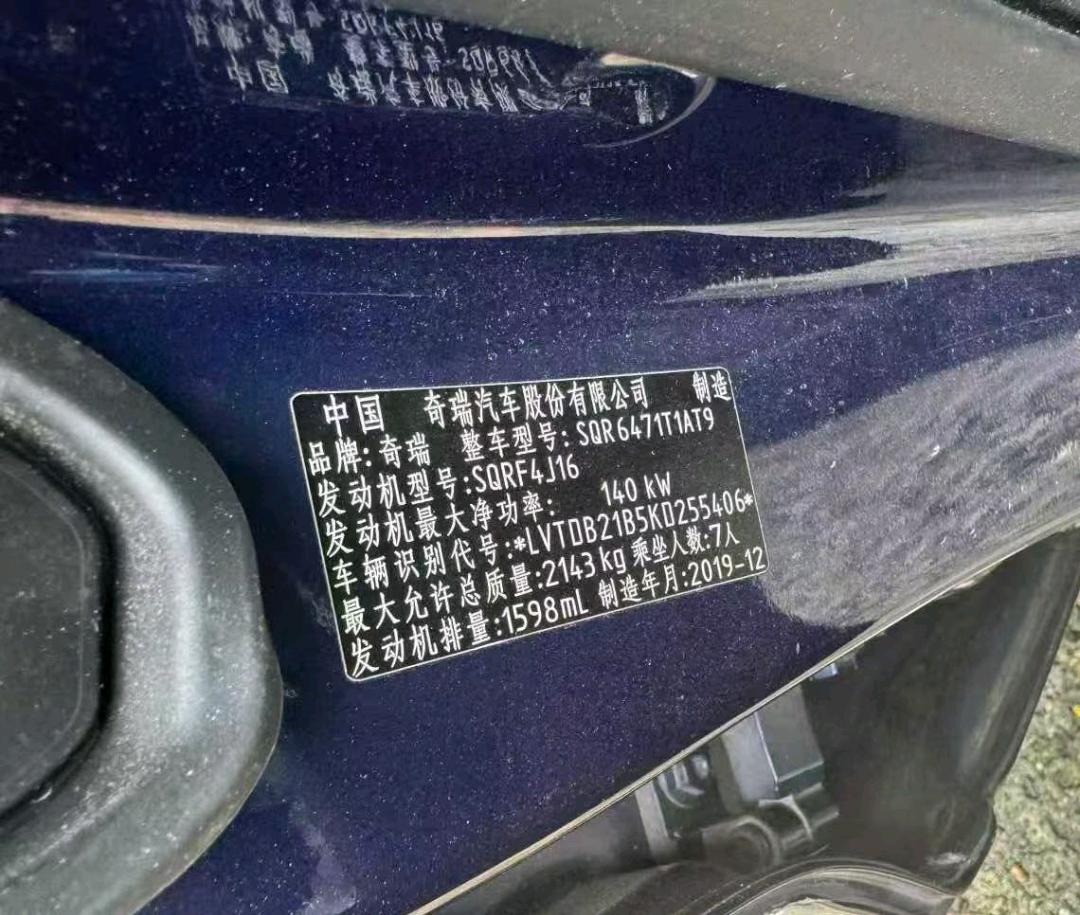 中国 奇瑞汽车股份有限公司 制造
品牌:奇瑞 整车型号:SQR6471T1AT9
发动机型号:SQRF4J16
发动机最大净功率: 140 kW
车辆识别代号:*LVTDB21B5KD255406*
最大允许总质量:2143kg 乘坐人数:7人
发动机排量:1598mL 制造年月:2019-12